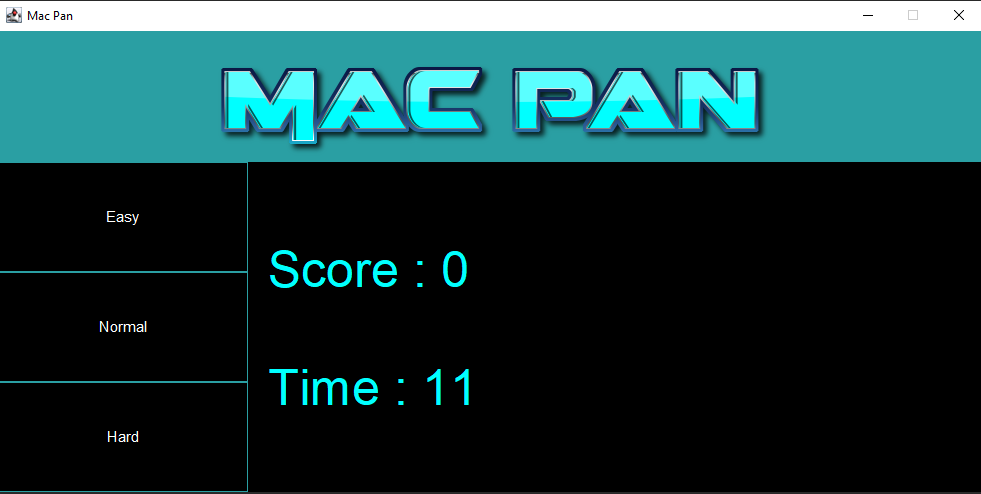 Mac Pan
MAC PAN
Easy
Normal
Hard
Score : 0
Time : 11